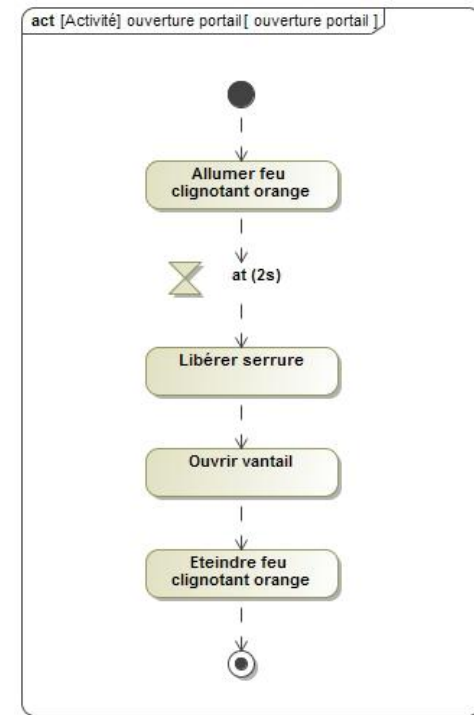 act [Activité] ouverture portail[ ouverture portail ]
Allumer feu
clignotant orange
at (2s)
Libérer serrure
Ouvrir vantail
Eteindre feu
clignotant orange